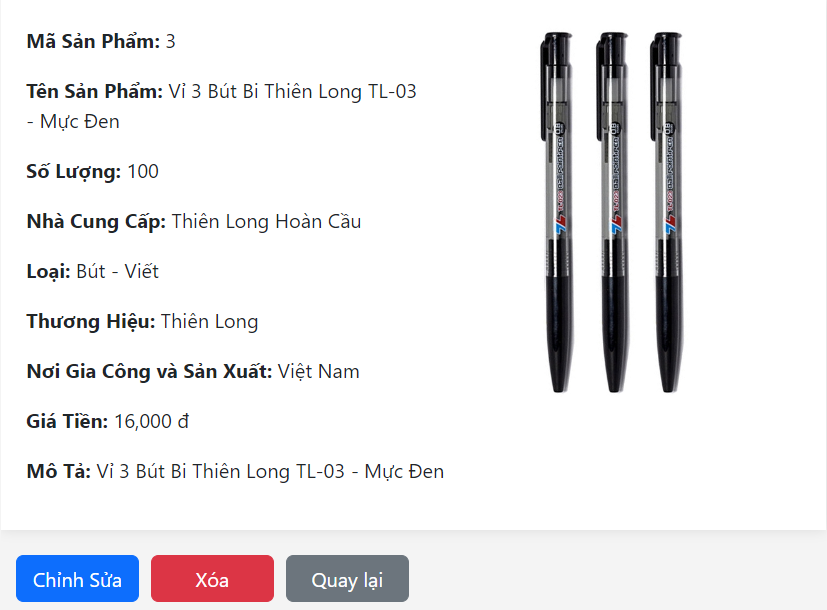 Mã Sản Phẩm: 3
Tên Sản Phẩm: Vỉ 3 Bút Bi Thiên Long TL-03
- Mực Đen
Số Lượng: 100
Nhà Cung Cấp: Thiên Long Hoàn Cầu
Loại: Bút - Viết
Thương Hiệu: Thiên Long
Nơi Gia Công và Sản Xuất: Việt Nam
Giá Tiền: 16,000 đ
Mô Tả: Vỉ 3 Bút Bi Thiên Long TL-03 - Mực Đen
Chỉnh Sửa
Xóa
Quay lại